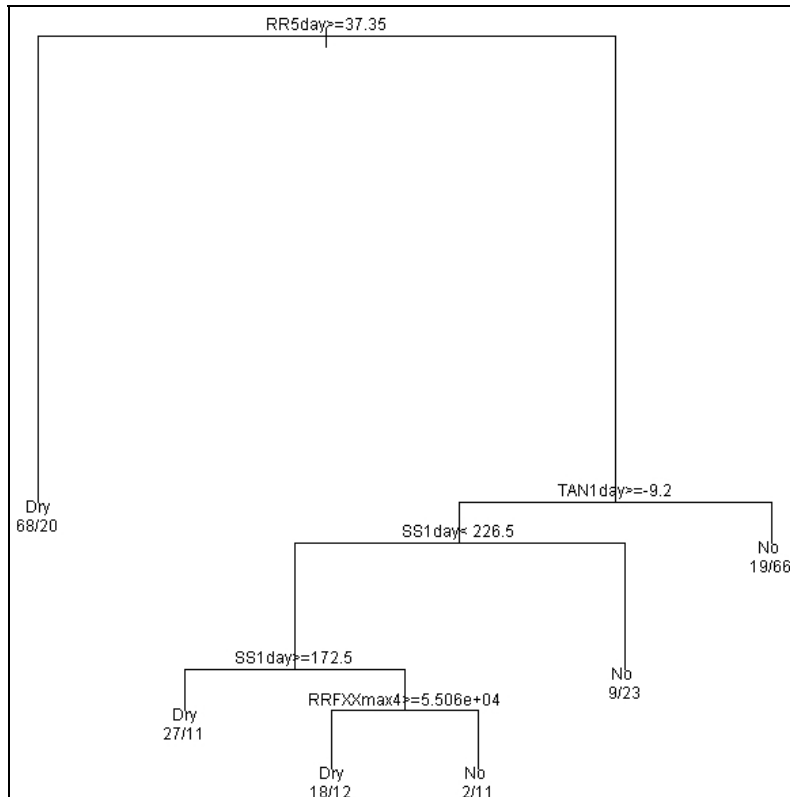 RR5day>=37.35
TAN1day>=-9.2
Dry
68/20
SS1day< 226.5
No
19/66
SS1day>=172.5
No
9/23
RRFXXmax4>=5.506e+04
Dry
27/11
Dry
18/12
No
2/11